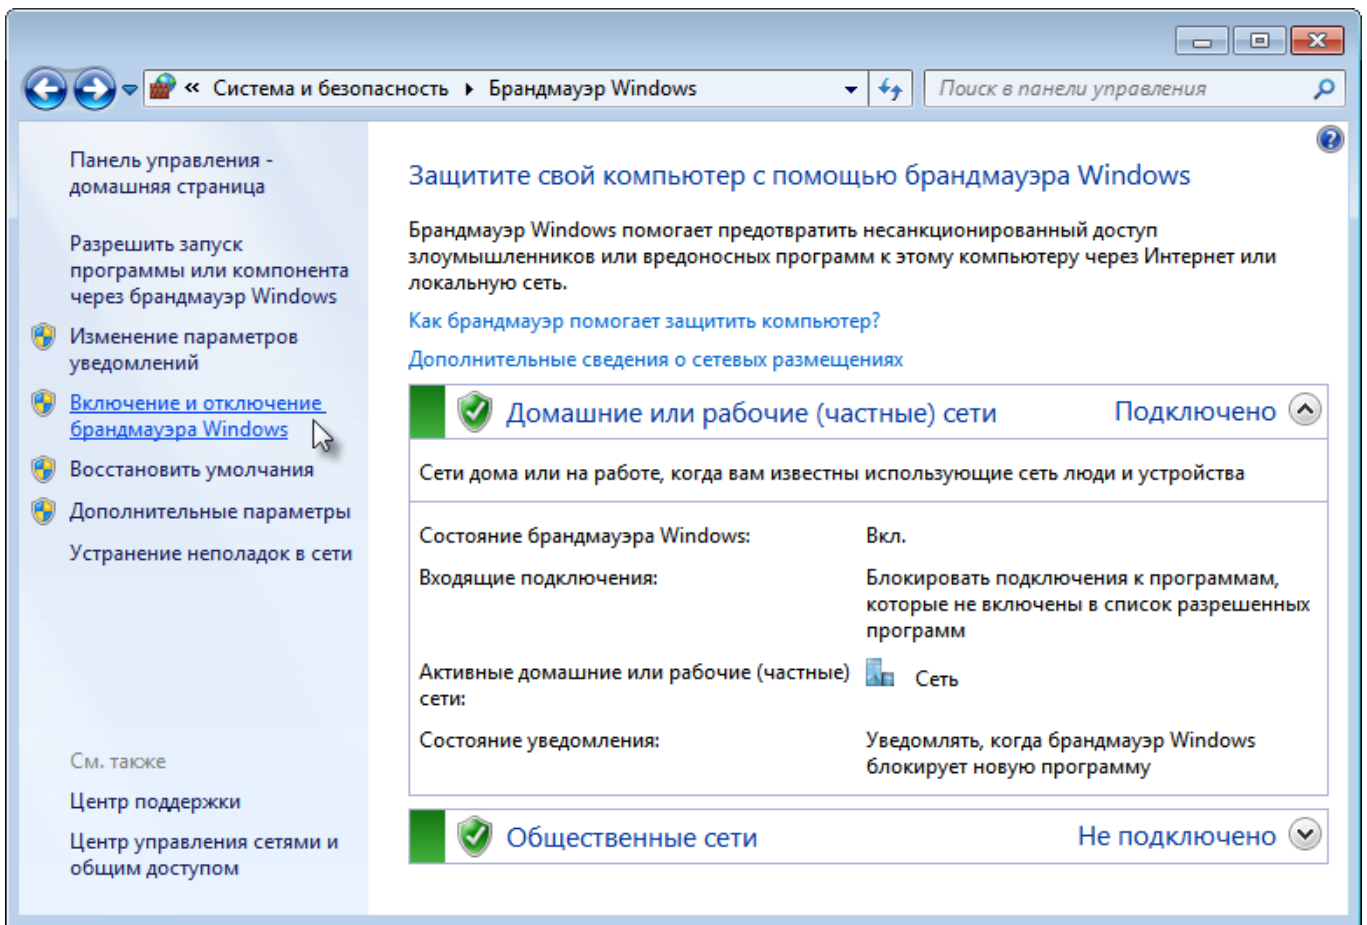 « Система и безопасность ▸ Брандмауэр Windows
Поиск в панели управления
Панель управления -
домашняя страница
Разрешить запуск
программы или компонента
через брандмауэр Windows
Изменение параметров
уведомлений
Включение и отключение
брандмауэра Windows
Восстановить умолчания
Дополнительные параметры
Устранение неполадок в сети
См. также
Центр поддержки
Центр управления сетями и
общим доступом
Защитите свой компьютер с помощью брандмауэра Windows
Брандмауэр Windows помогает предотвратить несанкционированный доступ
злоумышленников или вредоносных программ к этому компьютеру через Интернет или
локальную сеть.
Как брандмауэр помогает защитить компьютер?
Дополнительные сведения о сетевых размещениях
Домашние или рабочие (частные) сети Подключено
Сети дома или на работе, когда вам известны использующие сеть люди и устройства
Состояние брандмауэра Windows: Вкл.
Входящие подключения: Блокировать подключения к программам,
которые не включены в список разрешенных
программ
Активные домашние или рабочие (частные) Сеть
сети:
Состояние уведомления: Уведомлять, когда брандмауэр Windows
блокирует новую программу
Общественные сети Не подключено